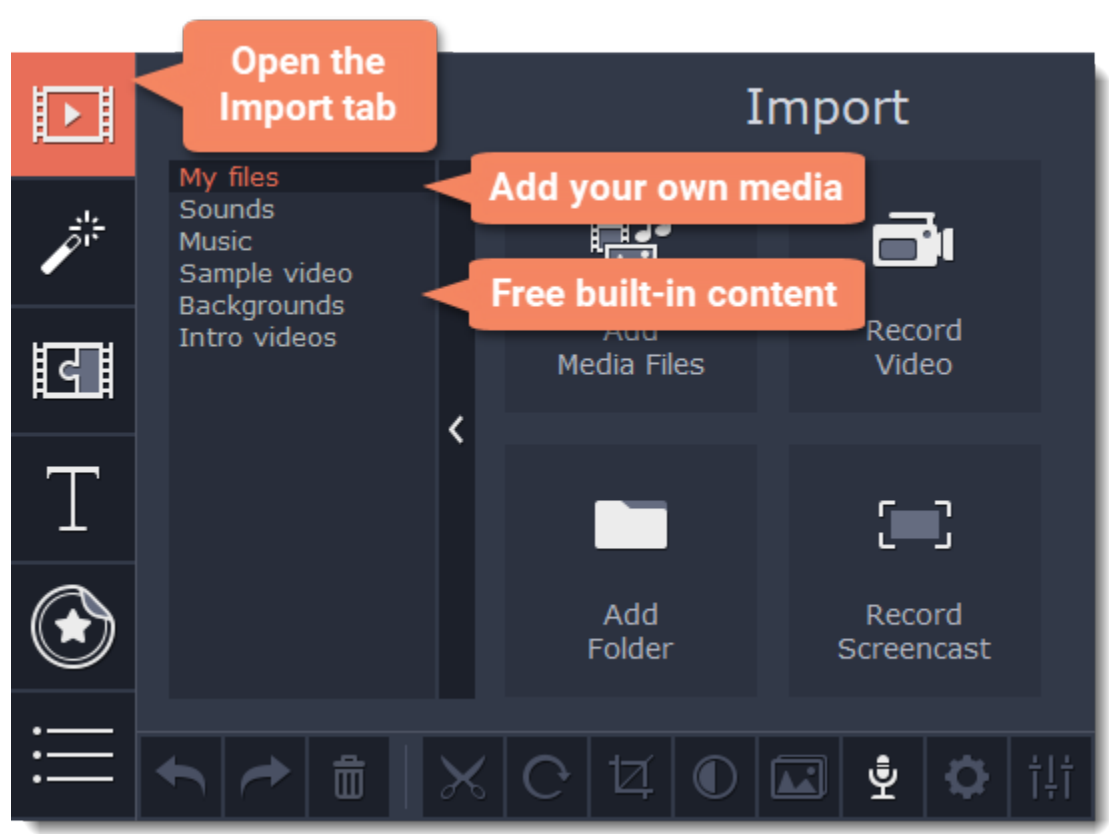 Open the
Import tab
Import
My files
Add your own media
Sounds
Music
Sample video
Backgrounds
Free built-in content
Intro videos
Add
Media Files
Record
Video
Add
Folder
Record
Screencast